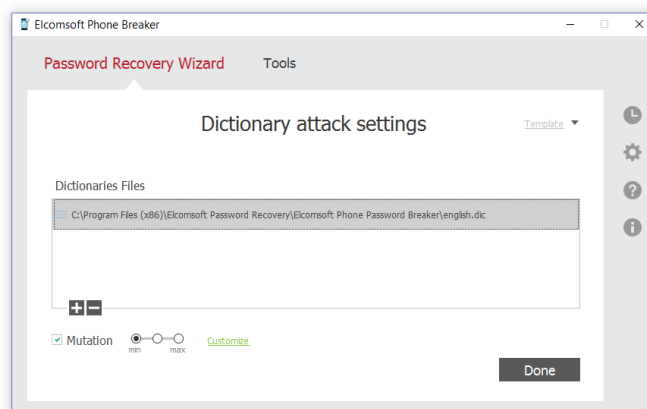 Elcomsoft Phone Breaker
Password Recovery Wizard Tools
Dictionary attack settings
Template
Dictionaries Files
C:\Program Files (x86)\Elcomsoft Password Recovery\Elcomsoft Phone Password Breaker\english.dic
Mutation
min max
Customize
Done